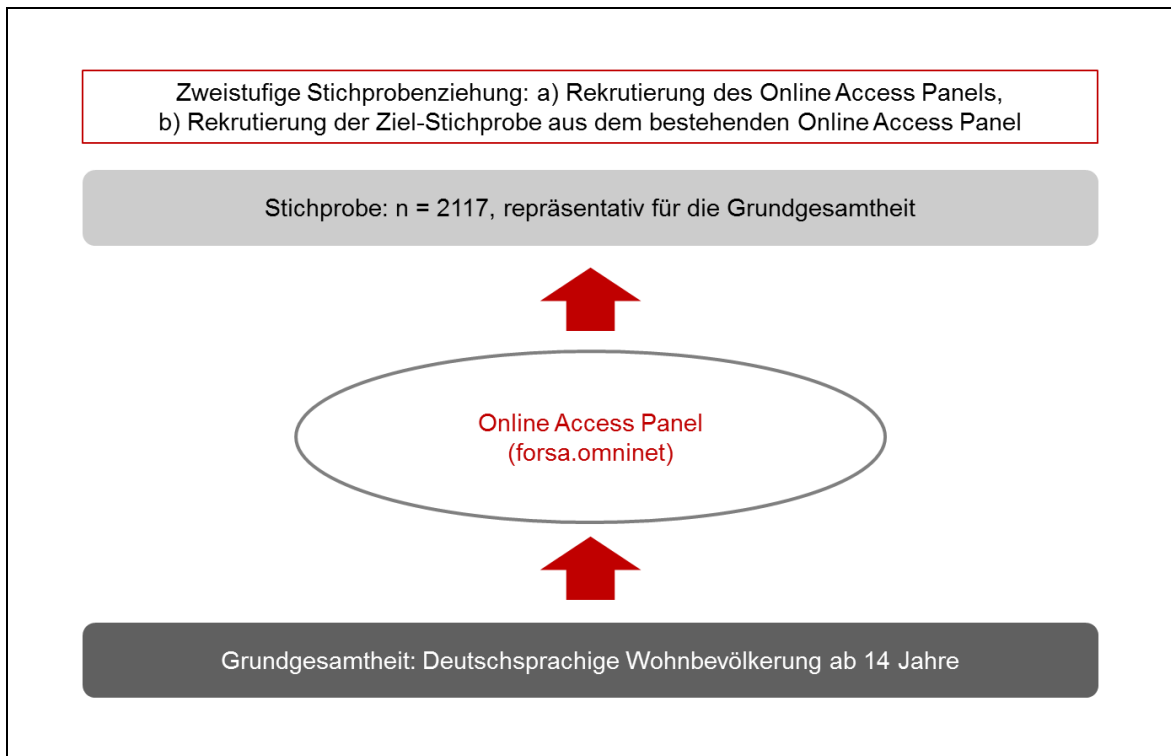 Zweistufige Stichprobenziehung: a) Rekrutierung des Online Access Panels,
b) Rekrutierung der Ziel-Stichprobe aus dem bestehenden Online Access Panel
Stichprobe: n = 2117, repräsentativ für die Grundgesamtheit
Online Access Panel
(forsa.omninet)
Grundgesamtheit: Deutschsprachige Wohnbevölkerung ab 14 Jahre